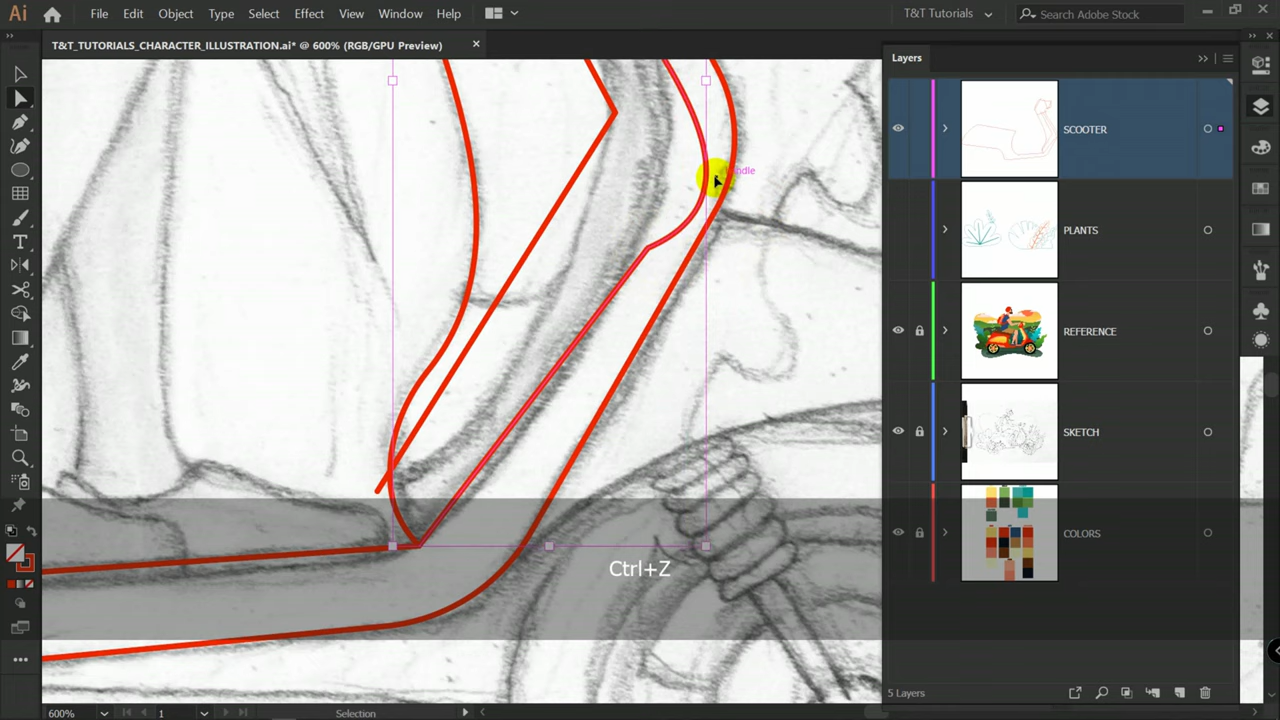 Ai File Edit Object Type Select Effect View Window Help T&T Tutorials Search Adobe Stock
T&T_TUTORIALS_CHARACTER_ILLUSTRATION.ai* @ 600% (RGB/GPU Preview)
Layers
SCOOTER
PLANTS
REFERENCE
SKETCH
COLORS
Ctrl+Z
5 Layers
600% 1 Selection